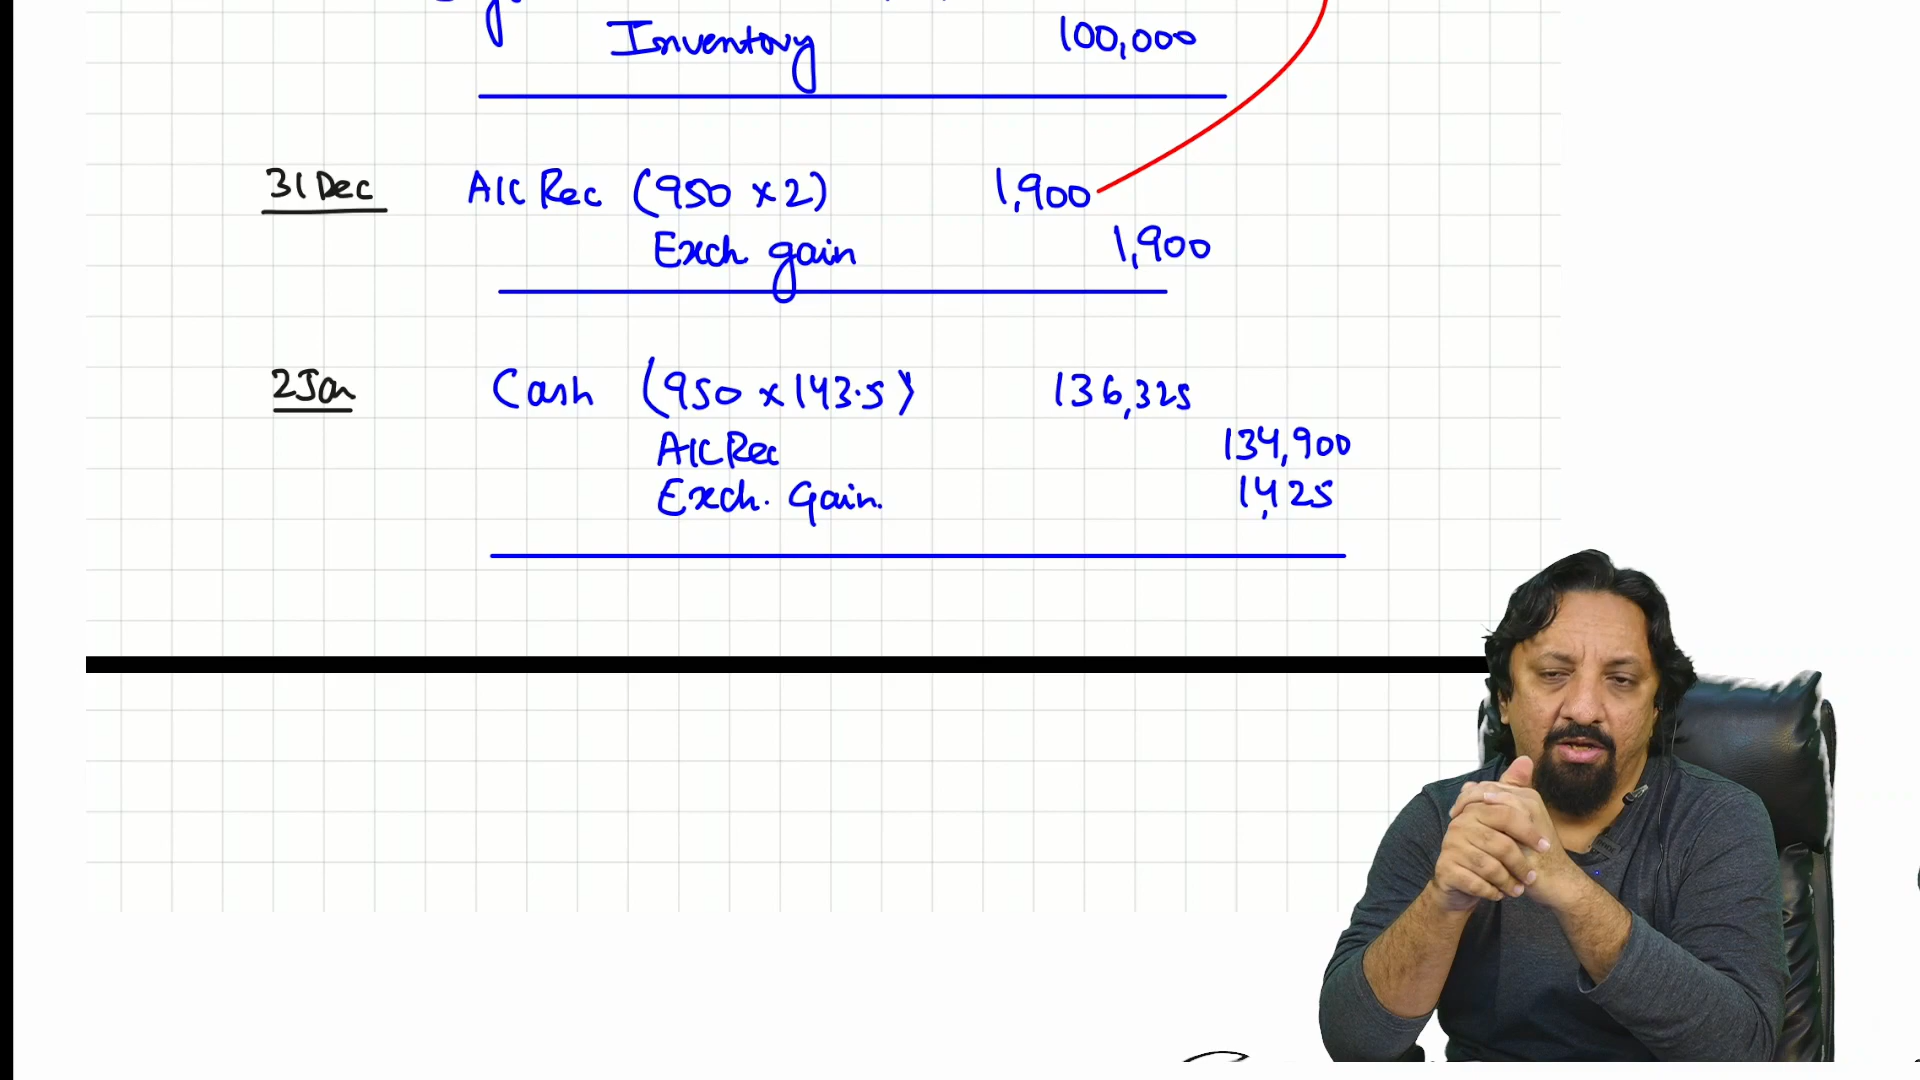 Inventory 100,000
31 Dec A/C Rec (950 × 2) 1,900
Exch gain 1,900
2 Jan Cash (950 × 143.5) 136,325
A/C Rec 134,900
Exch. Gain. 1,425